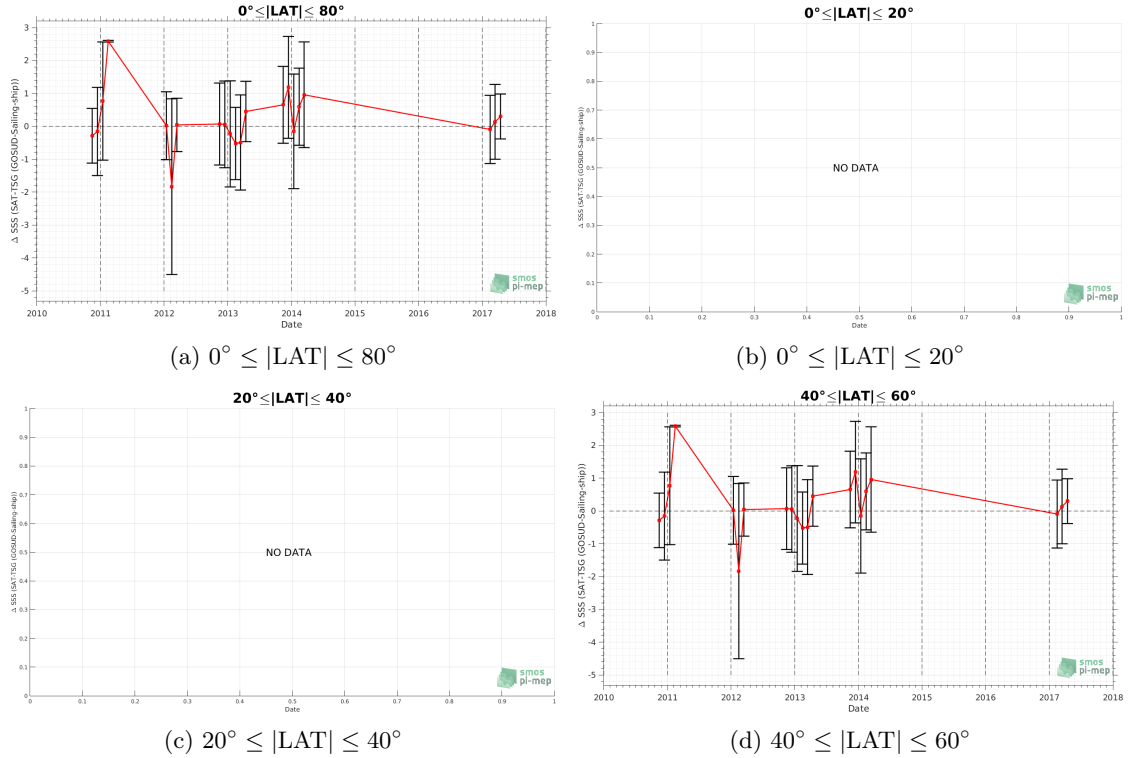 0°≤|LAT|≤ 80°
3
2
1
0
-1
-2
-3
-4
-5
Δ SSS (SAT-TSG (GOSUD-Sailing-ship))
2010 2011 2012 2013 2014 2015 2016 2017 2018
Date
smos
pi-mep
(a) 0° ≤ |LAT| ≤ 80°
0°≤|LAT|≤ 20°
1
0.9
0.8
0.7
0.6
0.5
0.4
0.3
0.2
0.1
0
Δ SSS (SAT-TSG (GOSUD-Sailing-ship))
NO DATA
0 0.1 0.2 0.3 0.4 0.5 0.6 0.7 0.8 0.9 1
Date
smos
pi-mep
(b) 0° ≤ |LAT| ≤ 20°
20°≤|LAT|≤ 40°
1
0.9
0.8
0.7
0.6
0.5
0.4
0.3
0.2
0.1
0
Δ SSS (SAT-TSG (GOSUD-Sailing-ship))
NO DATA
0 0.1 0.2 0.3 0.4 0.5 0.6 0.7 0.8 0.9 1
Date
smos
pi-mep
(c) 20° ≤ |LAT| ≤ 40°
40°≤|LAT|≤ 60°
3
2
1
0
-1
-2
-3
-4
-5
Δ SSS (SAT-TSG (GOSUD-Sailing-ship))
2010 2011 2012 2013 2014 2015 2016 2017 2018
Date
smos
pi-mep
(d) 40° ≤ |LAT| ≤ 60°